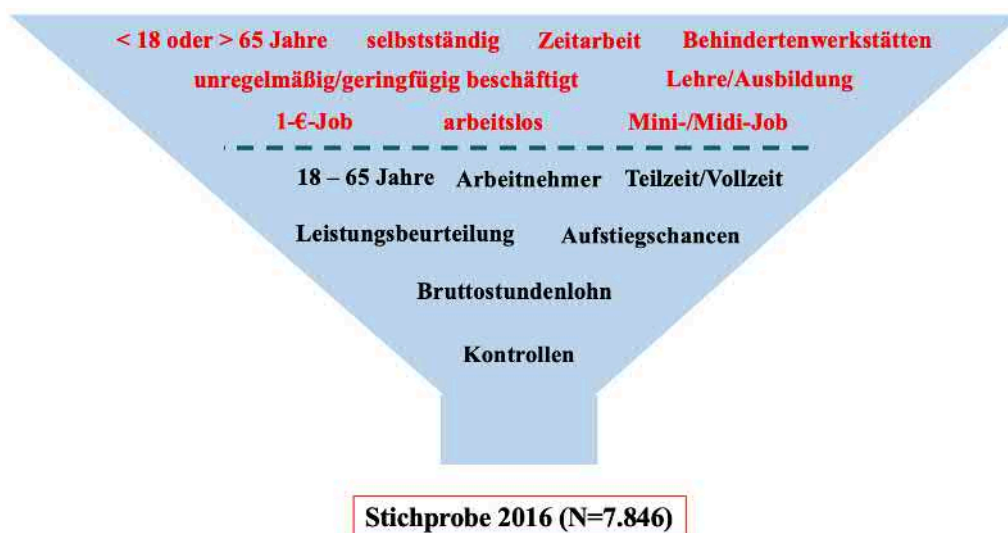 < 18 oder > 65 Jahre selbstständig Zeitarbeit Behindertenwerkstätten
unregelmäßig/geringfügig beschäftigt Lehre/Ausbildung
1-€-Job arbeitslos Mini-/Midi-Job
18 – 65 Jahre Arbeitnehmer Teilzeit/Vollzeit
Leistungsbeurteilung Aufstiegschancen
Bruttostundenlohn
Kontrollen
Stichprobe 2016 (N=7.846)